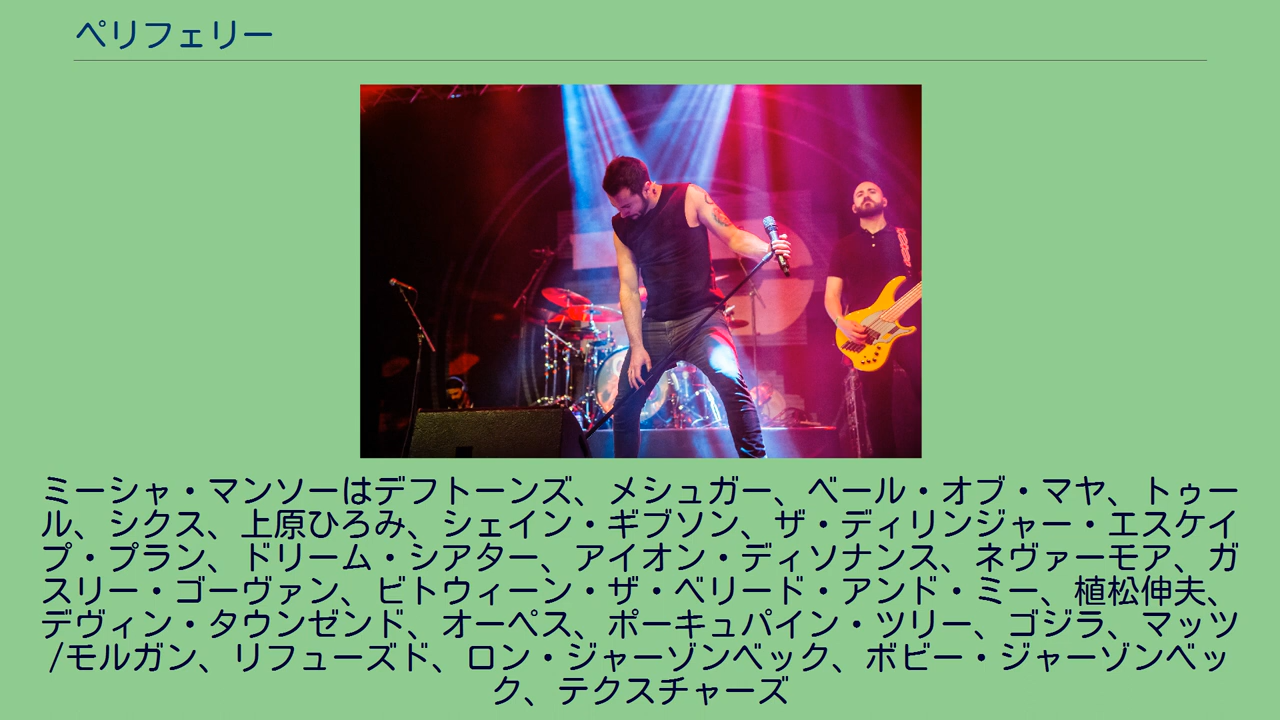 ペリフェリー
ミーシャ・マンソーはデフトーンズ、メシュガー、ベール・オブ・マヤ、トゥー
ル、シクス、上原ひろみ、シェイン・ギブソン、ザ・ディリンジャー・エスケイ
プ・プラン、ドリーム・シアター、アイオン・ディソナンス、ネヴァーモア、ガ
スリー・ゴーヴァン、ビトウィーン・ザ・ベリード・アンド・ミー、植松伸夫、
デヴィン・タウンゼンド、オーペス、ポーキュパイン・ツリー、ゴジラ、マッツ
/モルガン、リフューズド、ロン・ジャーゾンベック、ボビー・ジャーゾンベッ
ク、テクスチャーズ